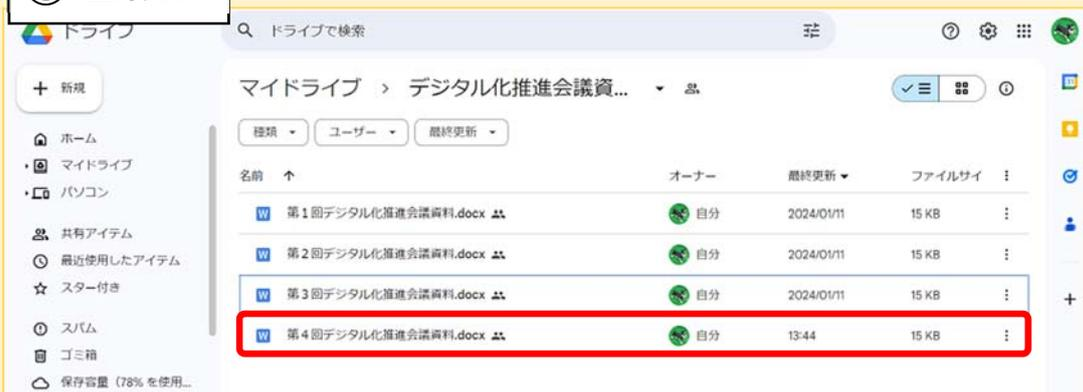 ドライブ
ドライブで検索
新規
マイドライブ > デジタル化推進会議資...
ホーム
マイドライブ
パソコン
共有アイテム
最近使用したアイテム
スター付き
スパム
ゴミ箱
保存容量（78% を使用...
種類
ユーザー
最終更新
名前 ↑ オーナー 最終更新 ファイルサイ
W 第1回デジタル化推進会議資料.docx 自分 2024/01/11 15 KB
W 第2回デジタル化推進会議資料.docx 自分 2024/01/11 15 KB
W 第3回デジタル化推進会議資料.docx 自分 2024/01/11 15 KB
W 第4回デジタル化推進会議資料.docx 自分 13:44 15 KB